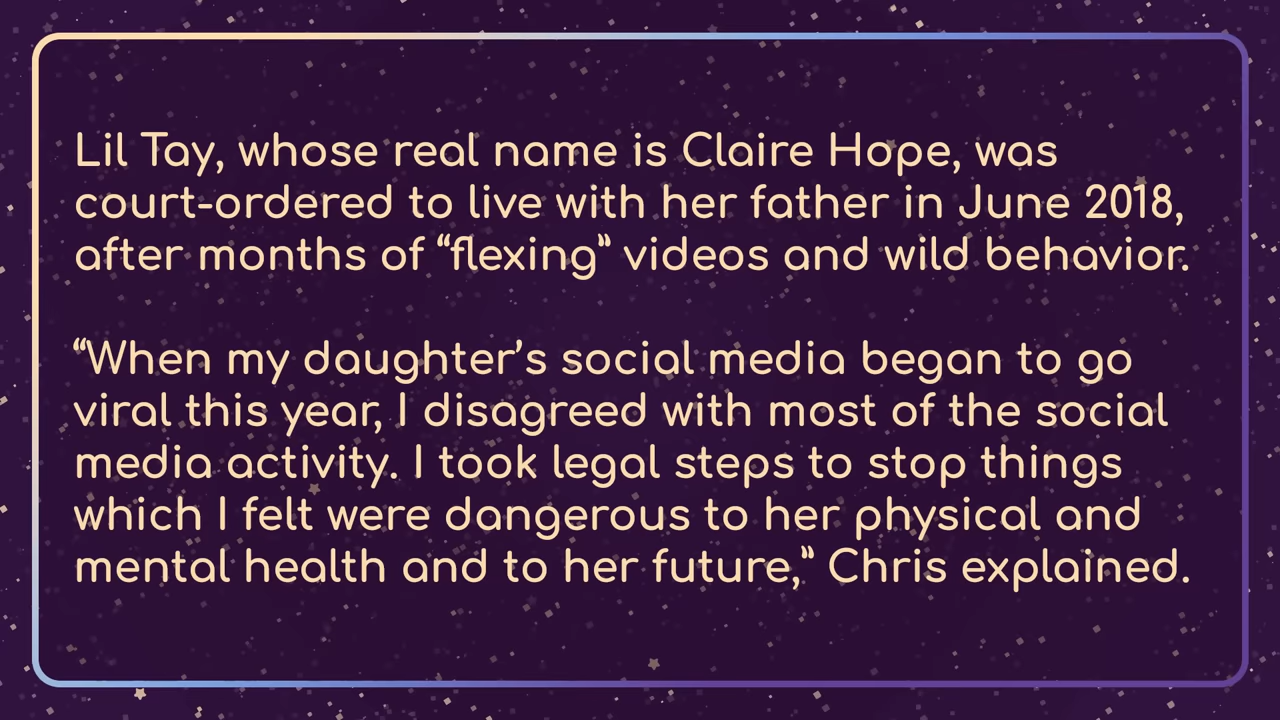 Lil Tay, whose real name is Claire Hope, was
court-ordered to live with her father in June 2018,
after months of “flexing” videos and wild behavior.
“When my daughter’s social media began to go
viral this year, I disagreed with most of the social
media activity. I took legal steps to stop things
which I felt were dangerous to her physical and
mental health and to her future,” Chris explained.